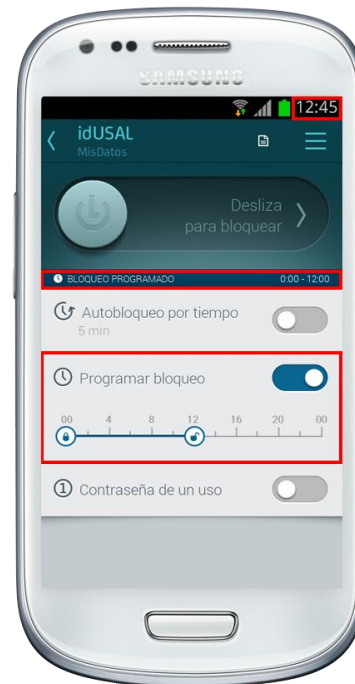 SAMSUNG
12:45
idUSAL
MisDatos
Desliza
para bloquear
BLOQUEO PROGRAMADO 0:00 - 12:00
Autobloqueo por tiempo
5 min
Programar bloqueo
00 4 8 12 16 20 00
1 Contraseña de un uso